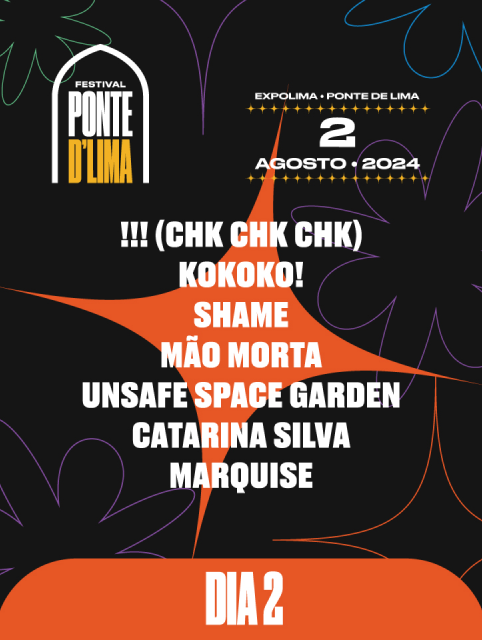 FESTIVAL
PONTE
D'LIMA
EXPOLIMA • PONTE DE LIMA
2
AGOSTO • 2024
!!! (CHK CHK CHK)
KOKOKO!
SHAME
MÃO MORTA
UNSAFE SPACE GARDEN
CATARINA SILVA
MARQUISE
DIA 2